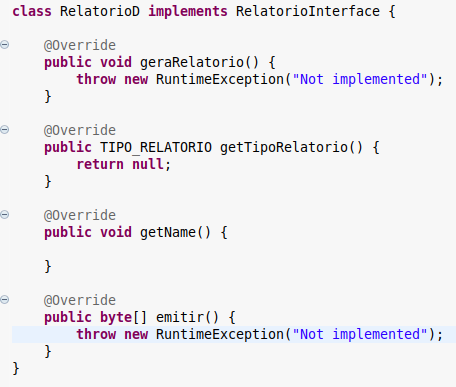 class RelatorioD implements RelatorioInterface {
@Override
public void geraRelatorio() {
throw new RuntimeException("Not implemented");
}
@Override
public TIPO_RELATORIO getTipoRelatorio() {
return null;
}
@Override
public void getName() {
}
@Override
public byte[] emitir() {
throw new RuntimeException("Not implemented");
}
}